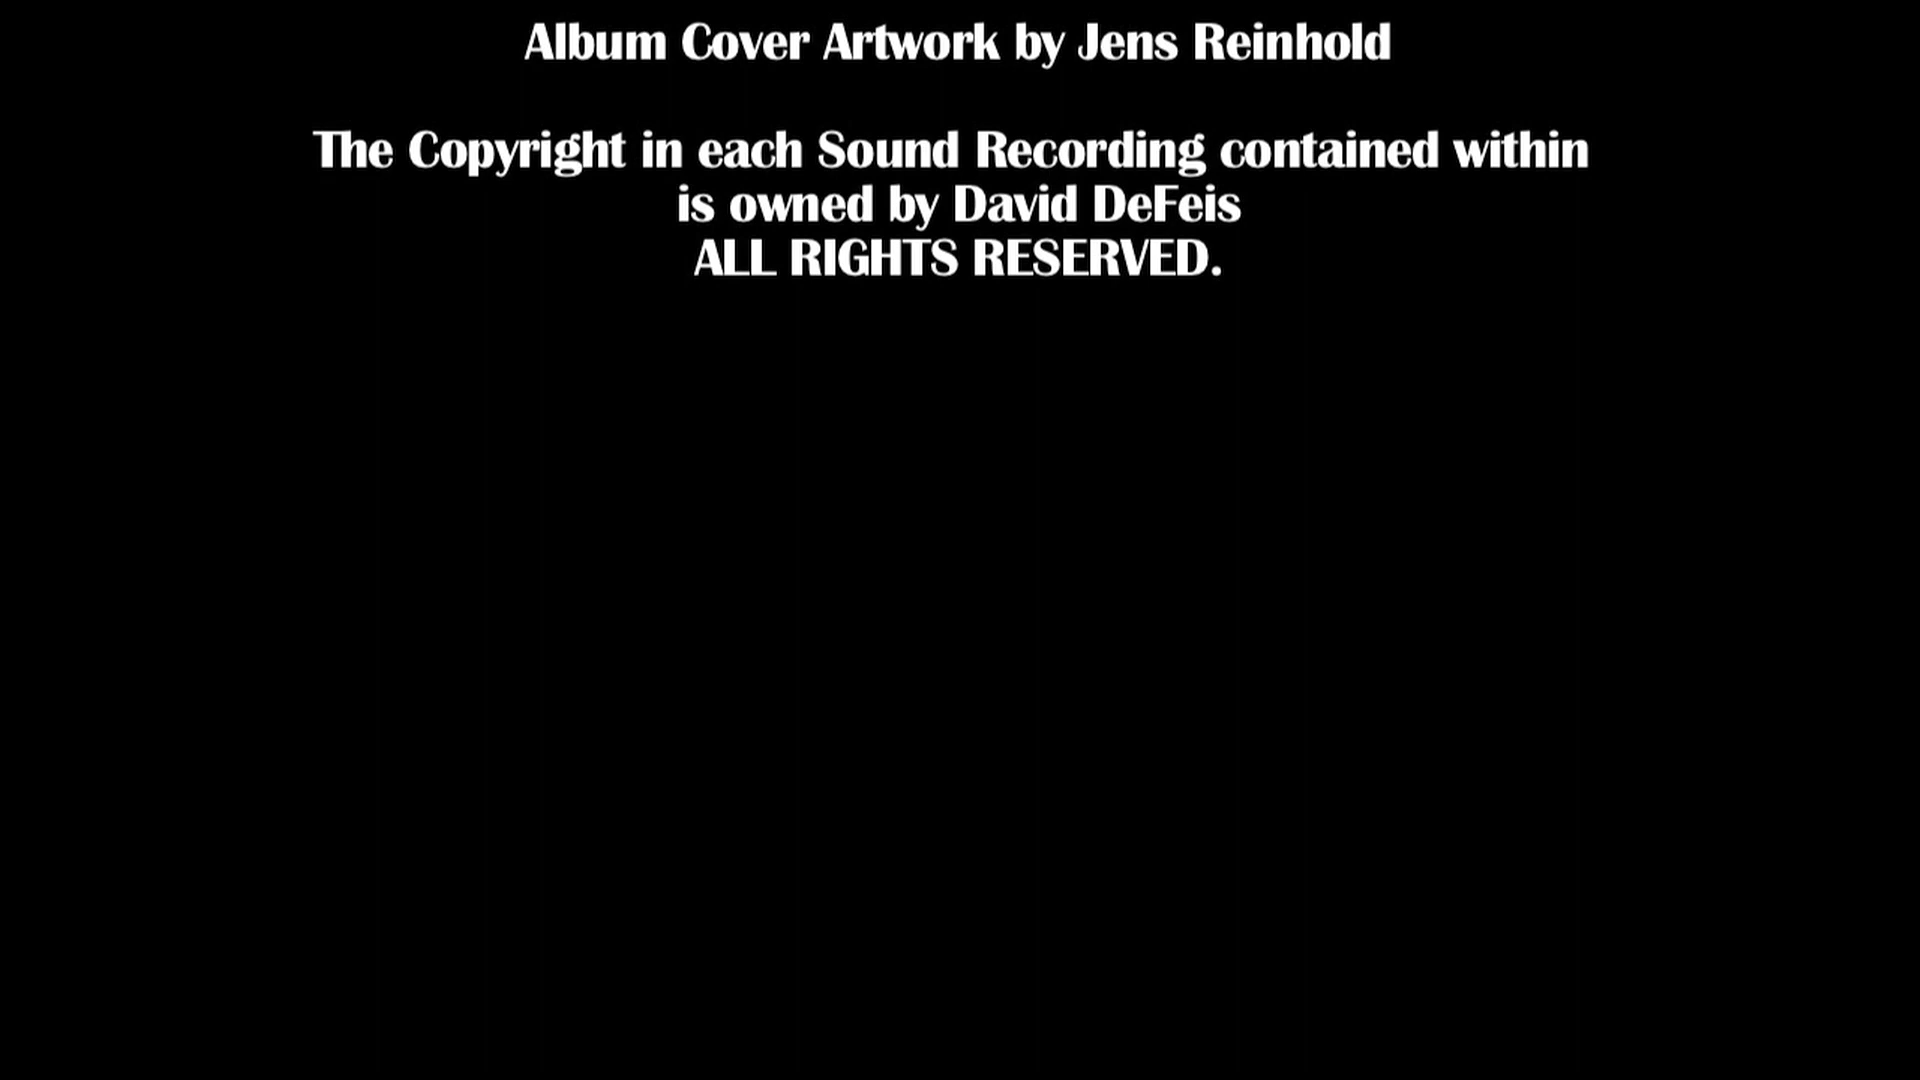 Album Cover Artwork by Jens Reinhold
The Copyright in each Sound Recording contained within
is owned by David DeFeis
ALL RIGHTS RESERVED.